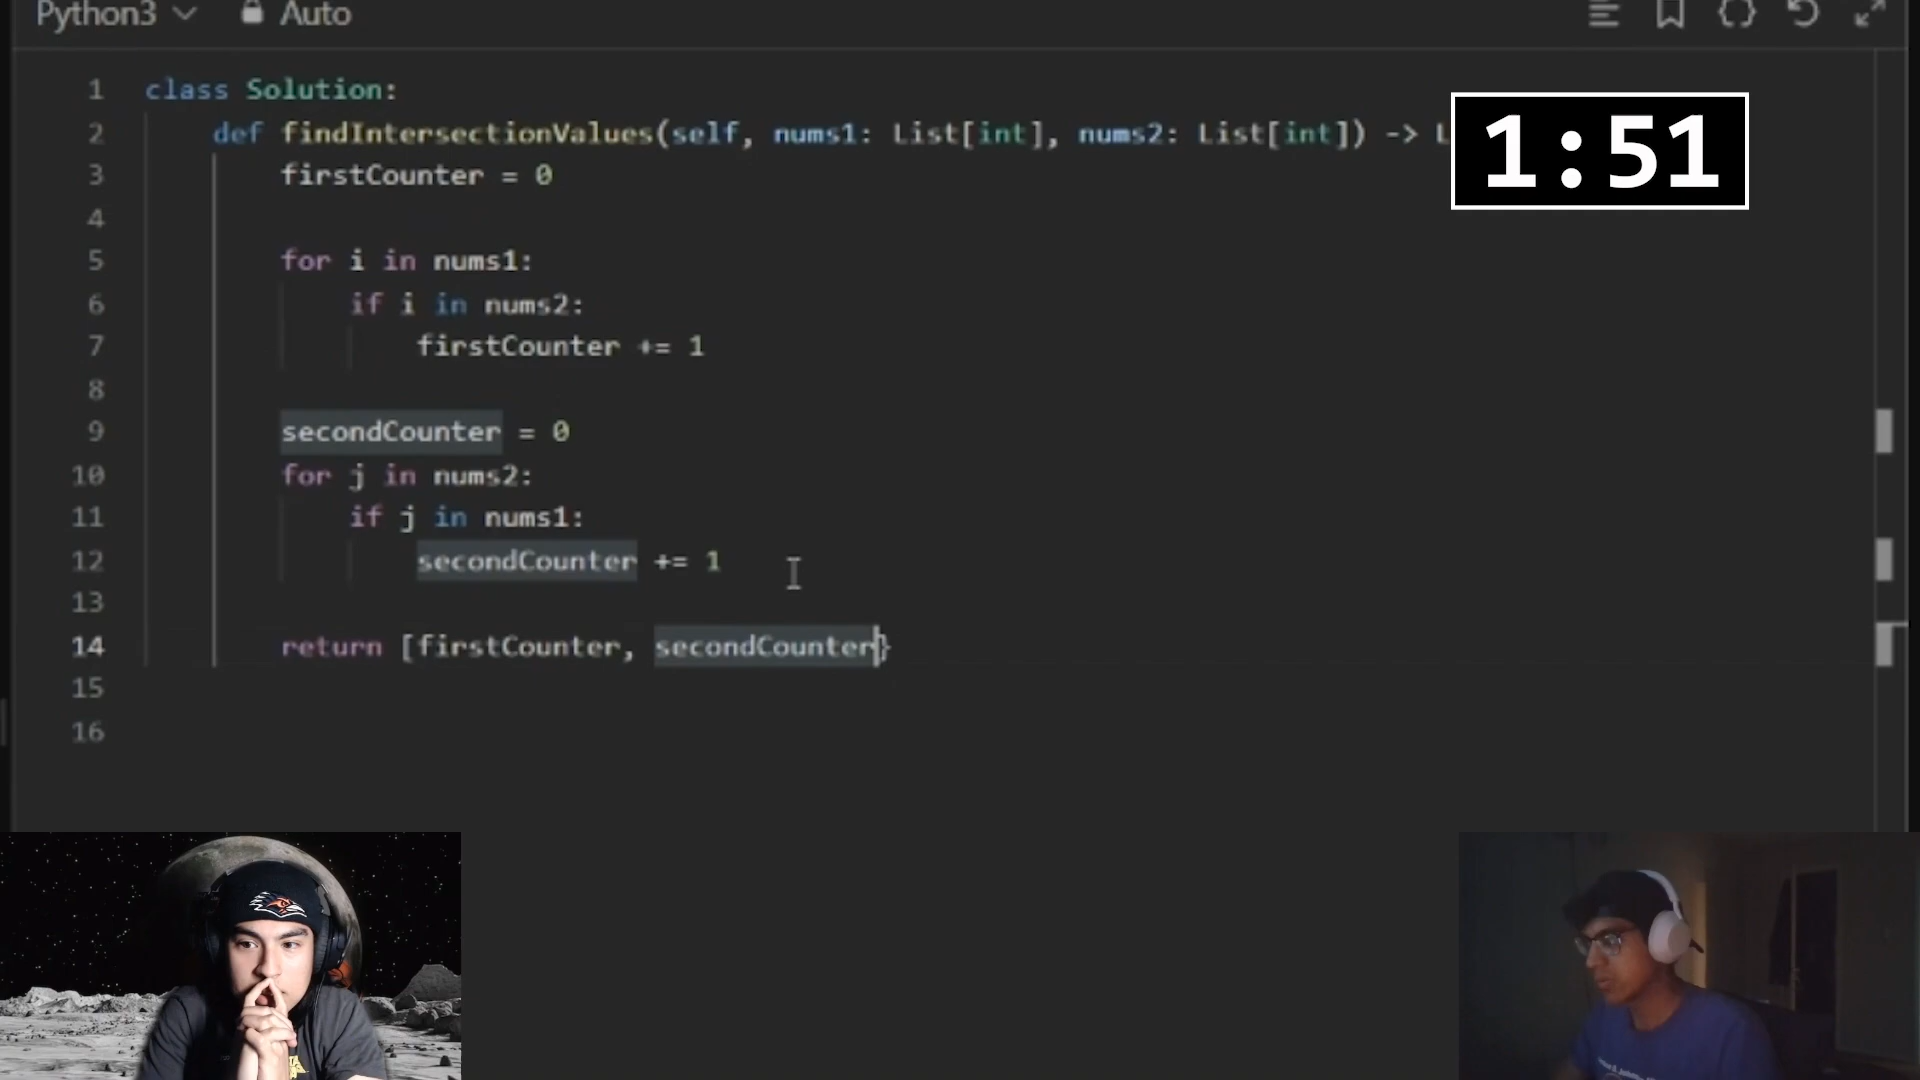 Python3 Auto
1:51
1 class Solution:
2 def findIntersectionValues(self, nums1: List[int], nums2: List[int]) -> L
3 firstCounter = 0
4
5 for i in nums1:
6 if i in nums2:
7 firstCounter += 1
8
9 secondCounter = 0
10 for j in nums2:
11 if j in nums1:
12 secondCounter += 1
13
14 return [firstCounter, secondCounter]
15
16